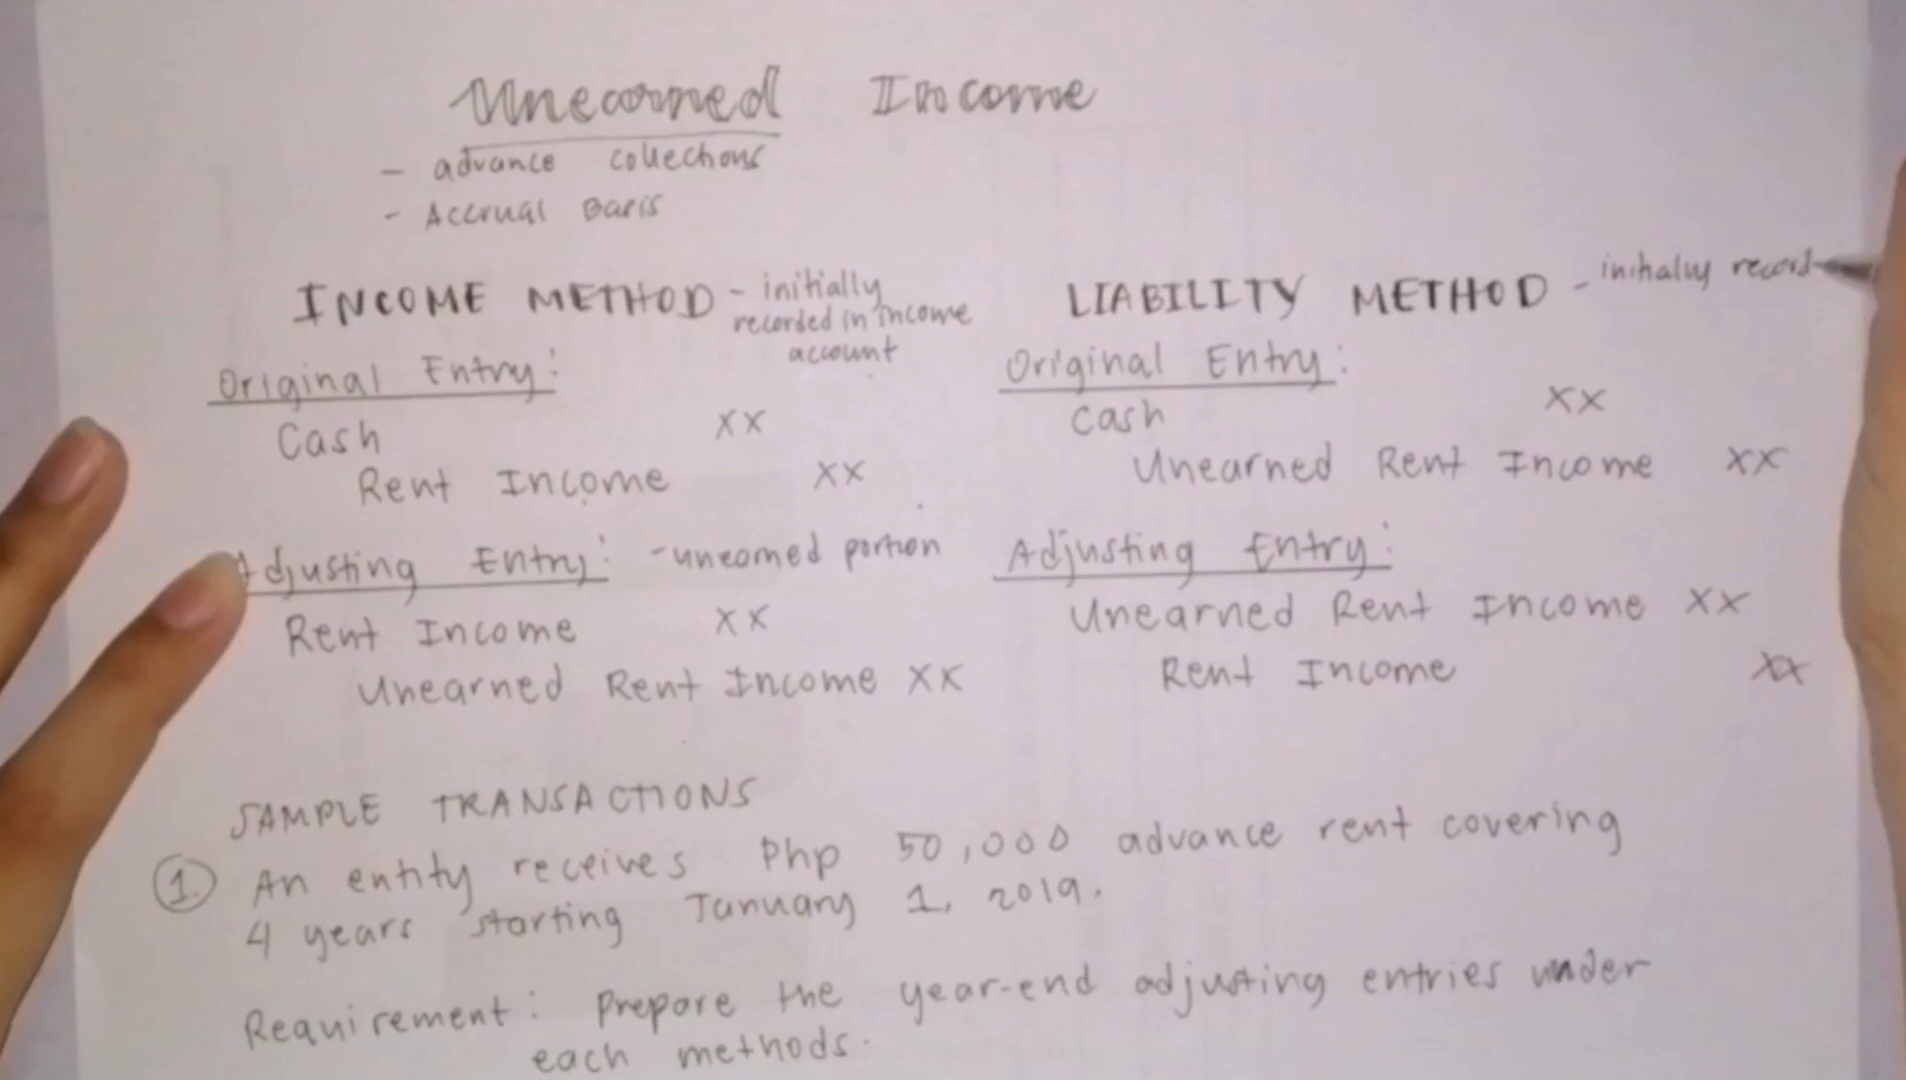 Unearned Income
- advance collections
- Accrual Basis
INCOME METHOD - initially
recorded in income
account
Original Entry:
Cash XX
Rent Income XX
Adjusting Entry: - unearned portion
Rent Income XX
Unearned Rent Income XX
LIABILITY METHOD - initially record
Original Entry:
Cash XX
Unearned Rent Income XX
Adjusting Entry:
Unearned Rent Income XX
Rent Income XX
SAMPLE TRANSACTIONS
1. An entity receives Php 50,000 advance rent covering
4 years starting January 1, 2019.
Requirement: Prepare the year-end adjusting entries under
each methods.